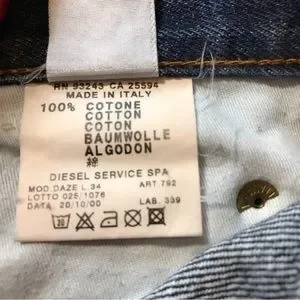 RN 93243 CA 25594
MADE IN ITALY
100% COTONE
COTTON
COTON
BAUMWOLLE
ALGODON
綿
DIESEL SERVICE SPA
MOD.DAZE L.34 ART 792
LOTTO 025/1076
DATA 20/10/00 LAB. 339